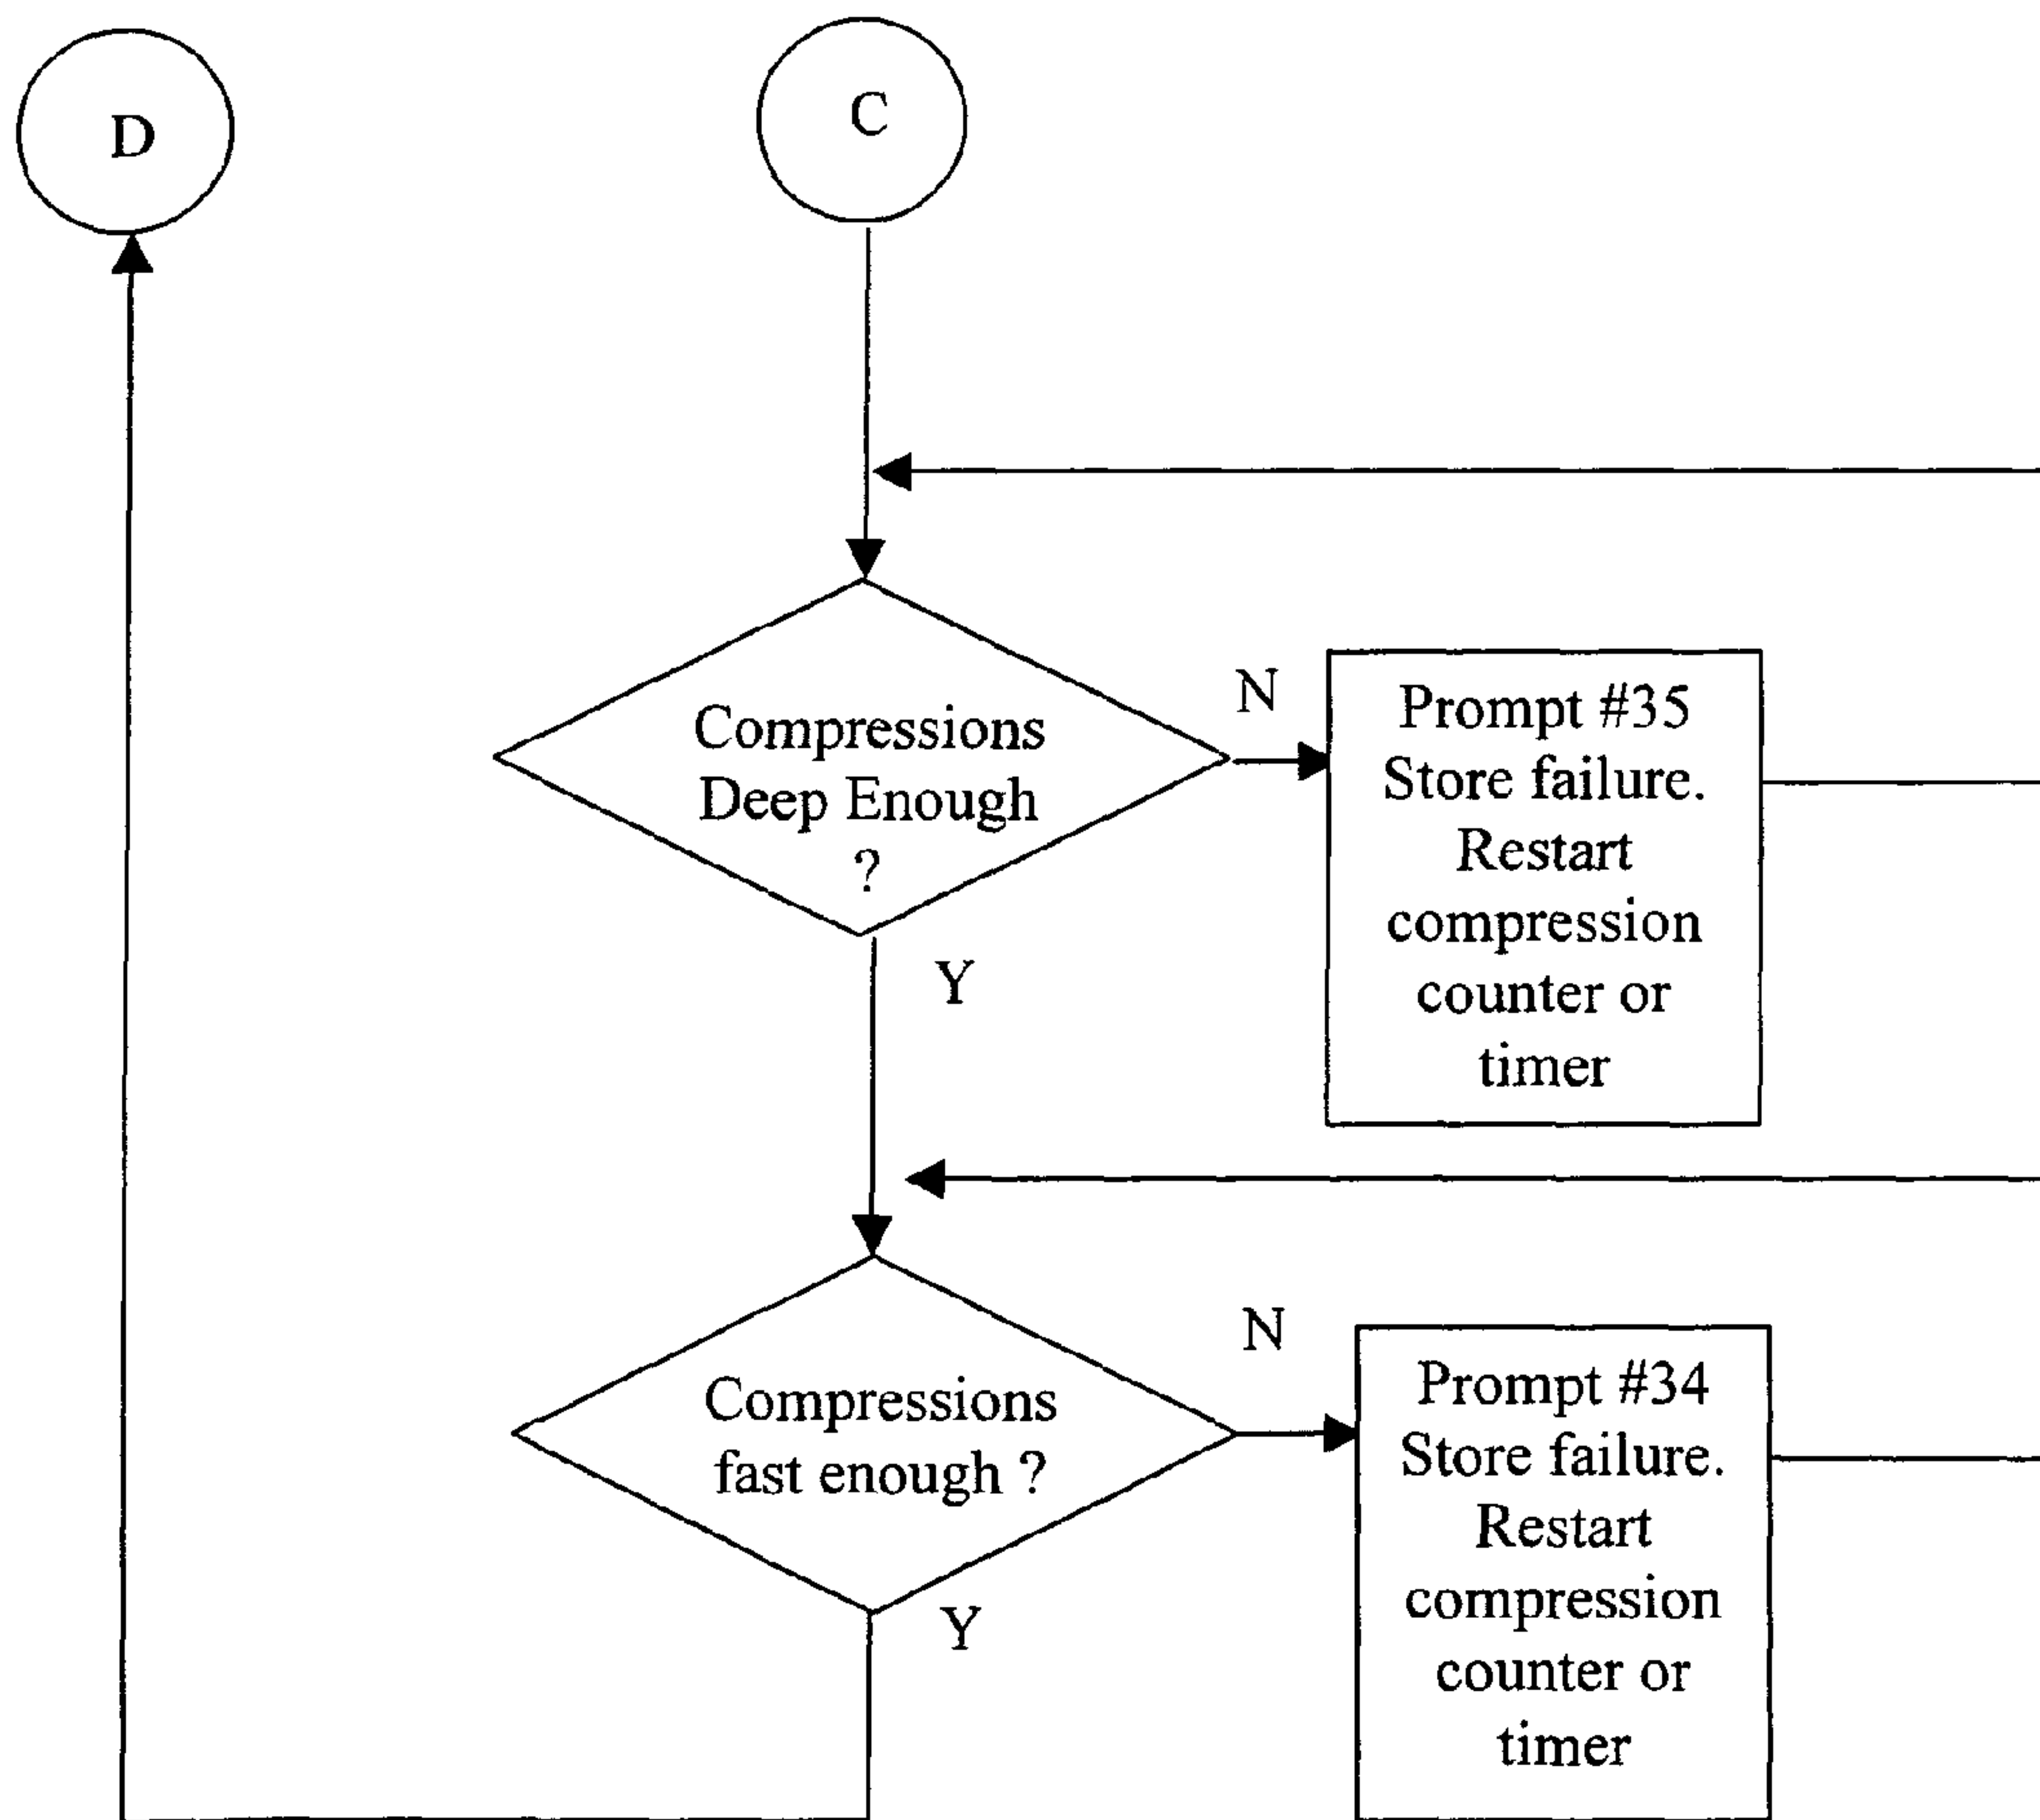 D
C
Compressions
Deep Enough
?
N
Prompt #35
Store failure.
Restart
compression
counter or
timer
Y
Compressions
fast enough ?
N
Prompt #34
Store failure.
Restart
compression
counter or
timer
Y